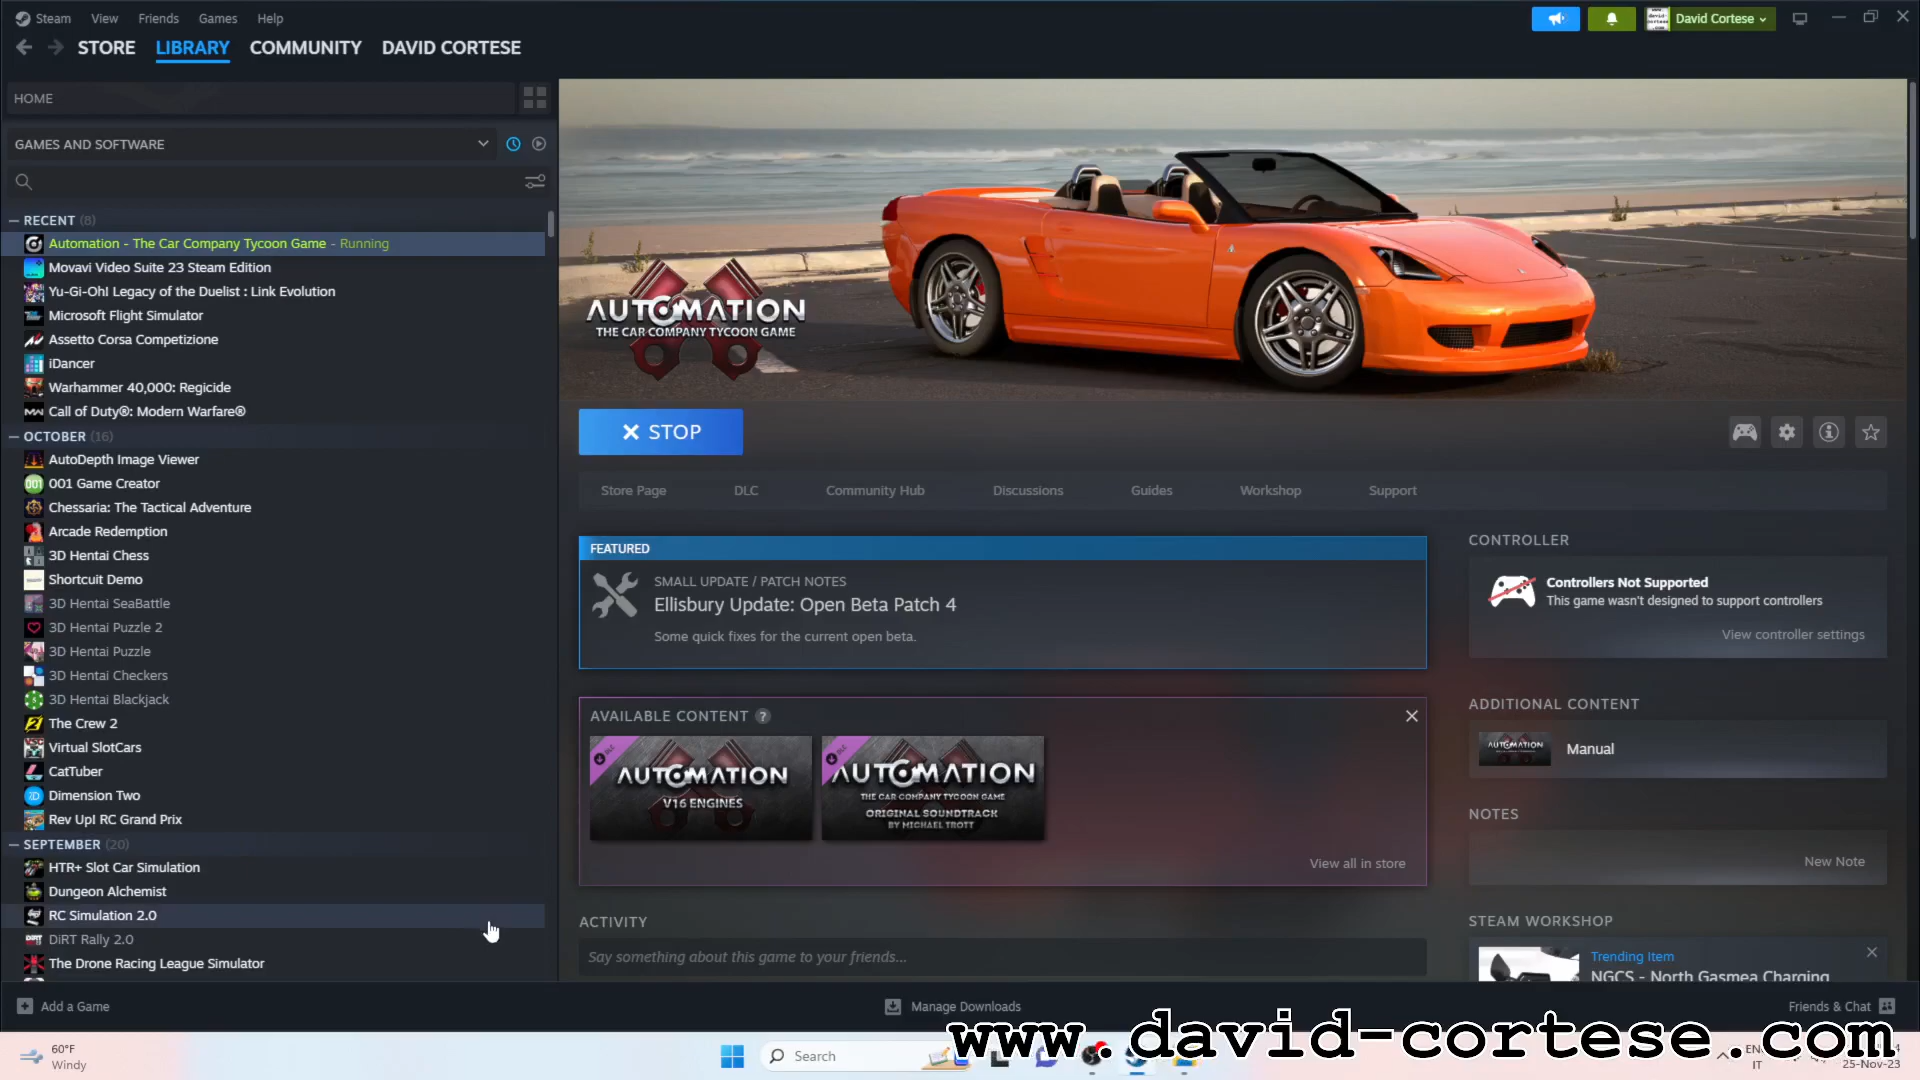 Steam
View
Friends
Games
Help
David Cortese
STORE
LIBRARY
COMMUNITY
DAVID CORTESE
HOME
GAMES AND SOFTWARE
RECENT (8)
Automation - The Car Company Tycoon Game - Running
Movavi Video Suite 23 Steam Edition
Yu-Gi-Oh! Legacy of the Duelist : Link Evolution
Microsoft Flight Simulator
Assetto Corsa Competizione
iDancer
Warhammer 40,000: Regicide
Call of Duty®: Modern Warfare®
OCTOBER (16)
AutoDepth Image Viewer
001 Game Creator
Chessaria: The Tactical Adventure
Arcade Redemption
3D Hentai Chess
Shortcuit Demo
3D Hentai SeaBattle
3D Hentai Puzzle 2
3D Hentai Puzzle
3D Hentai Checkers
3D Hentai Blackjack
The Crew 2
Virtual SlotCars
CatTuber
Dimension Two
Rev Up! RC Grand Prix
SEPTEMBER (20)
HTR+ Slot Car Simulation
Dungeon Alchemist
RC Simulation 2.0
DiRT Rally 2.0
The Drone Racing League Simulator
AUTOMATION
THE CAR COMPANY TYCOON GAME
STOP
Store Page
DLC
Community Hub
Discussions
Guides
Workshop
Support
FEATURED
SMALL UPDATE / PATCH NOTES
Ellisbury Update: Open Beta Patch 4
Some quick fixes for the current open beta.
AVAILABLE CONTENT ?
DLC
AUTOMATION
V16 ENGINES
DLC
AUTOMATION
THE CAR COMPANY TYCOON GAME
ORIGINAL SOUNDTRACK
BY MICHAEL TROTT
View all in store
ACTIVITY
Say something about this game to your friends...
CONTROLLER
Controllers Not Supported
This game wasn't designed to support controllers
View controller settings
ADDITIONAL CONTENT
AUTOMATION
Manual
NOTES
New Note
STEAM WORKSHOP
Trending Item
NGCS - North Gasmea Charging
Add a Game
Manage Downloads
Friends & Chat
60°F
Windy
Search
www.david-cortese.com
IT
25-Nov-23